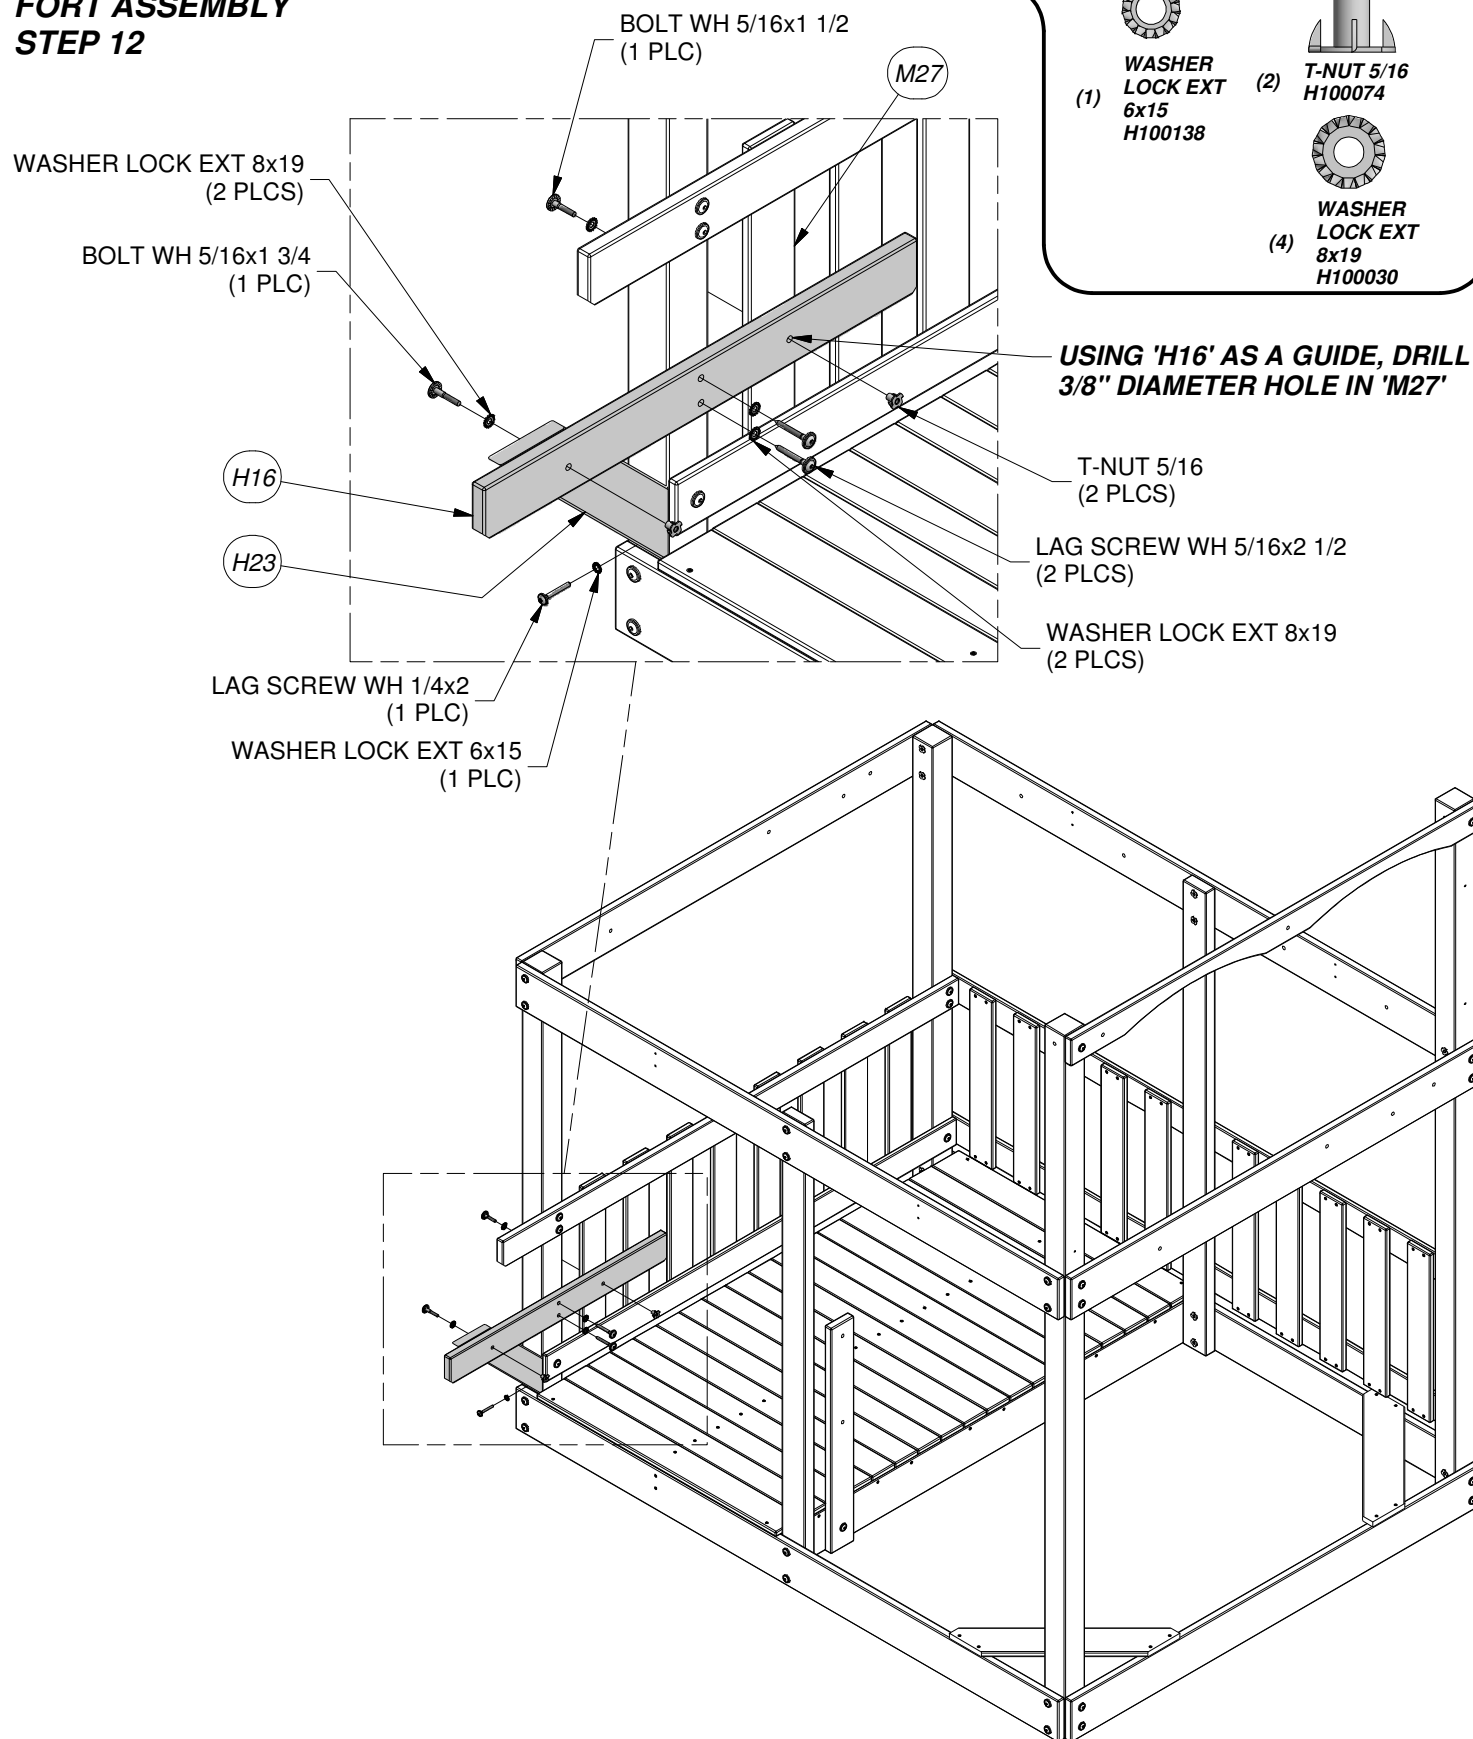 FORT ASSEMBLY
STEP 12
BOLT WH 5/16x1 1/2
(1 PLC)
M27
WASHER LOCK EXT 8x19
(2 PLCS)
BOLT WH 5/16x1 3/4
(1 PLC)
H16
H23
LAG SCREW WH 1/4x2
(1 PLC)
WASHER LOCK EXT 6x15
(1 PLC)
(1)
WASHER
LOCK EXT
6x15
H100138
(2)
T-NUT 5/16
H100074
(4)
WASHER
LOCK EXT
8x19
H100030
USING 'H16' AS A GUIDE, DRILL
3/8" DIAMETER HOLE IN 'M27'
T-NUT 5/16
(2 PLCS)
LAG SCREW WH 5/16x2 1/2
(2 PLCS)
WASHER LOCK EXT 8x19
(2 PLCS)